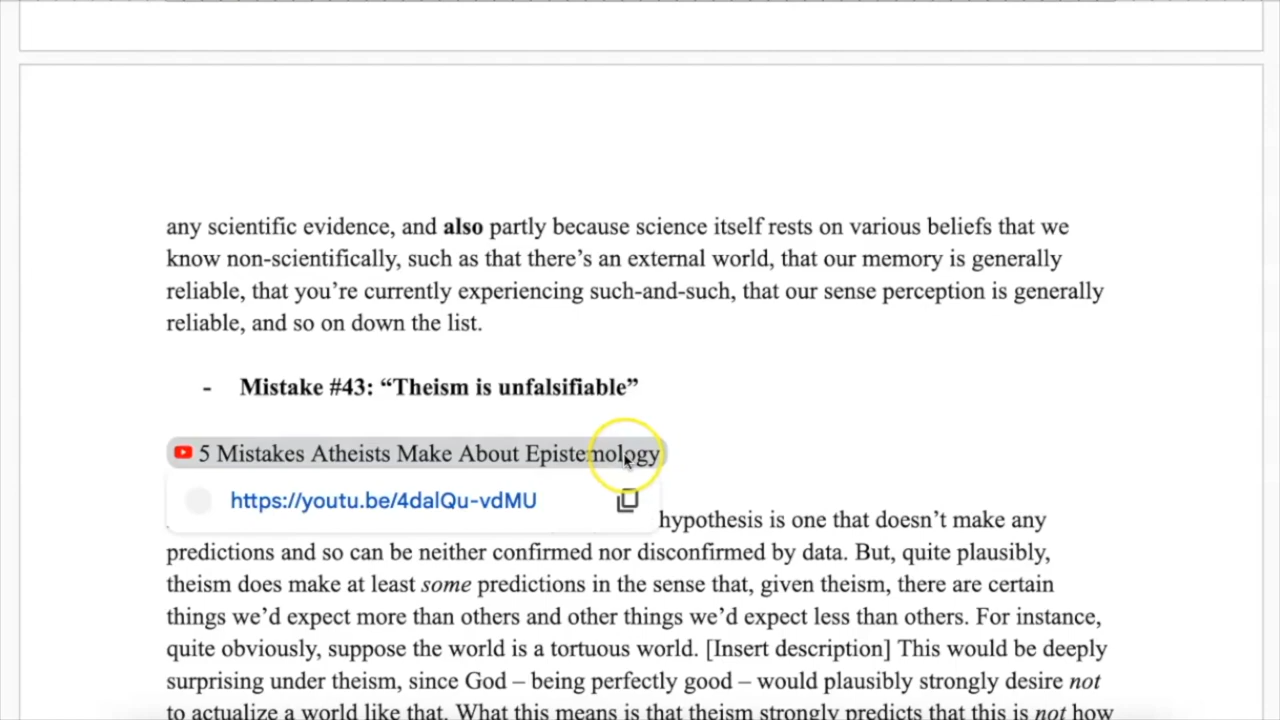 any scientific evidence, and also partly because science itself rests on various beliefs that we
know non-scientifically, such as that there’s an external world, that our memory is generally
reliable, that you’re currently experiencing such-and-such, that our sense perception is generally
reliable, and so on down the list.
- Mistake #43: “Theism is unfalsifiable”
5 Mistakes Atheists Make About Epistemology
https://youtu.be/4dalQu-vdMU
hypothesis is one that doesn’t make any
predictions and so can be neither confirmed nor disconfirmed by data. But, quite plausibly,
theism does make at least some predictions in the sense that, given theism, there are certain
things we’d expect more than others and other things we’d expect less than others. For instance,
quite obviously, suppose the world is a tortuous world. [Insert description] This would be deeply
surprising under theism, since God – being perfectly good – would plausibly strongly desire not
to actualize a world like that. What this means is that theism strongly predicts that this is not how